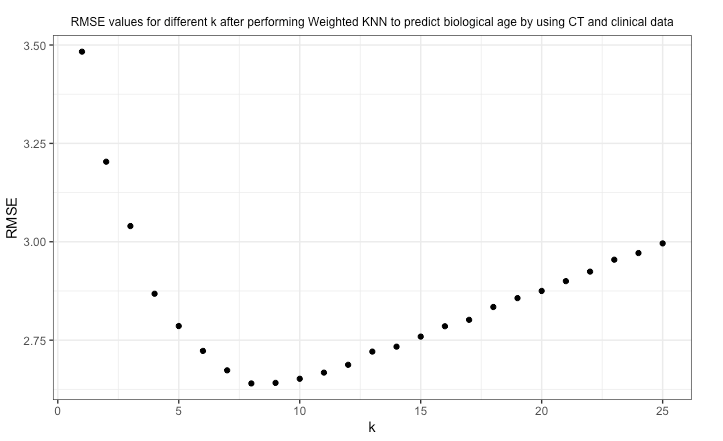 RMSE values for different k after performing Weighted KNN to predict biological age by using CT and clinical data
3.50
3.25
3.00
2.75
RMSE
0 5 10 15 20 25
k